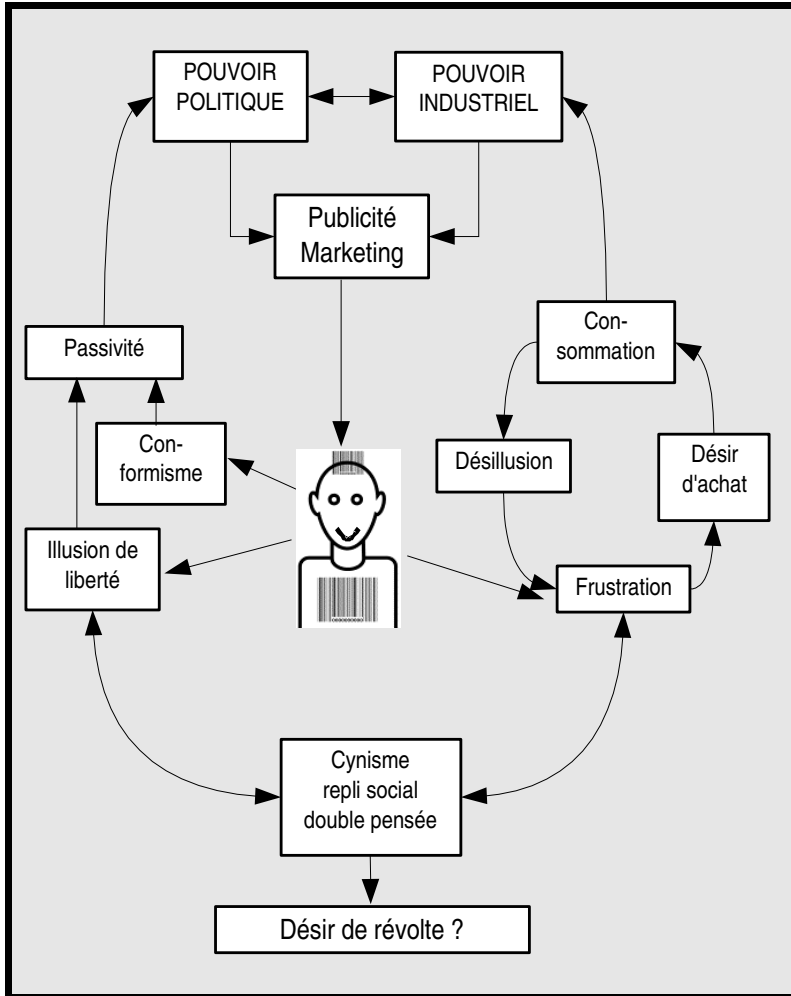 POUVOIR
POLITIQUE
POUVOIR
INDUSTRIEL
Publicité
Marketing
Passivité
Con-
sommation
Con-
formisme
Désillusion
Désir
d'achat
Illusion de
liberté
Frustration
Cynisme
repli social
double pensée
Désir de révolte ?